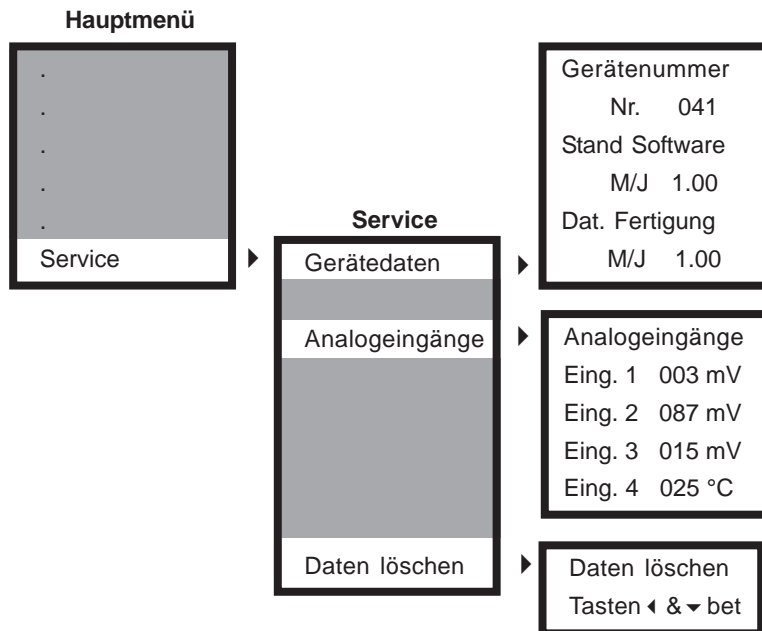 Hauptmenü
.
.
.
.
.
Service
Service
Gerätedaten
Analogeingänge
Daten löschen
Gerätenummer
Nr. 041
Stand Software
M/J 1.00
Dat. Fertigung
M/J 1.00
Analogeingänge
Eing. 1 003 mV
Eing. 2 087 mV
Eing. 3 015 mV
Eing. 4 025 °C
Daten löschen
Tasten ◂ & ▾ bet